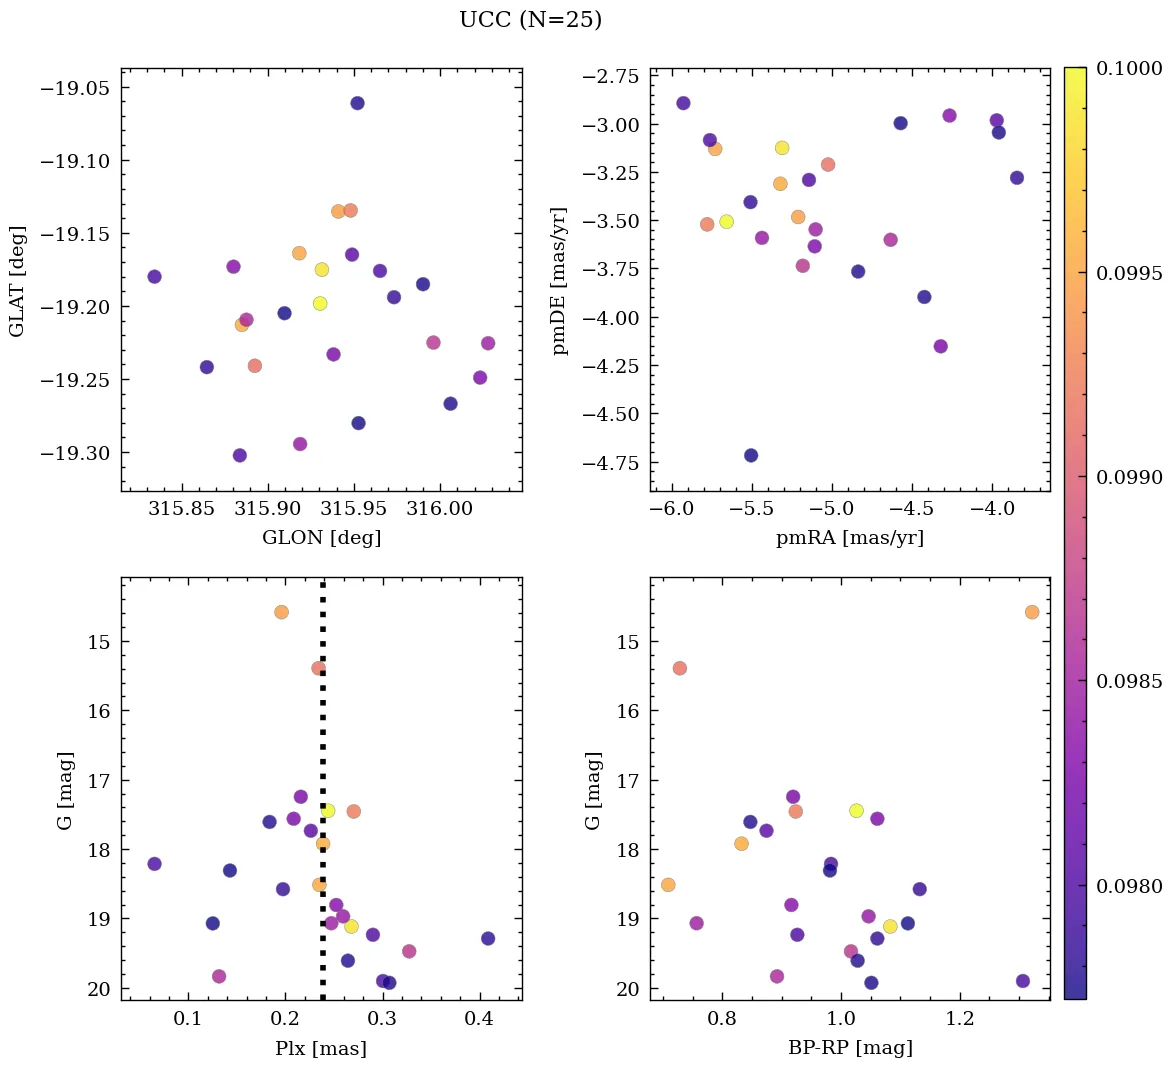 UCC (N=25)
−19.05
−19.10
−19.15
−19.20
−19.25
−19.30
GLAT [deg]
315.85 315.90 315.95 316.00
GLON [deg]
−2.75
−3.00
−3.25
−3.50
−3.75
−4.00
−4.25
−4.50
−4.75
pmDE [mas/yr]
−6.0 −5.5 −5.0 −4.5 −4.0
pmRA [mas/yr]
15
16
17
18
19
20
G [mag]
0.1 0.2 0.3 0.4
Plx [mas]
15
16
17
18
19
20
G [mag]
0.8 1.0 1.2
BP-RP [mag]
0.1000
0.0995
0.0990
0.0985
0.0980